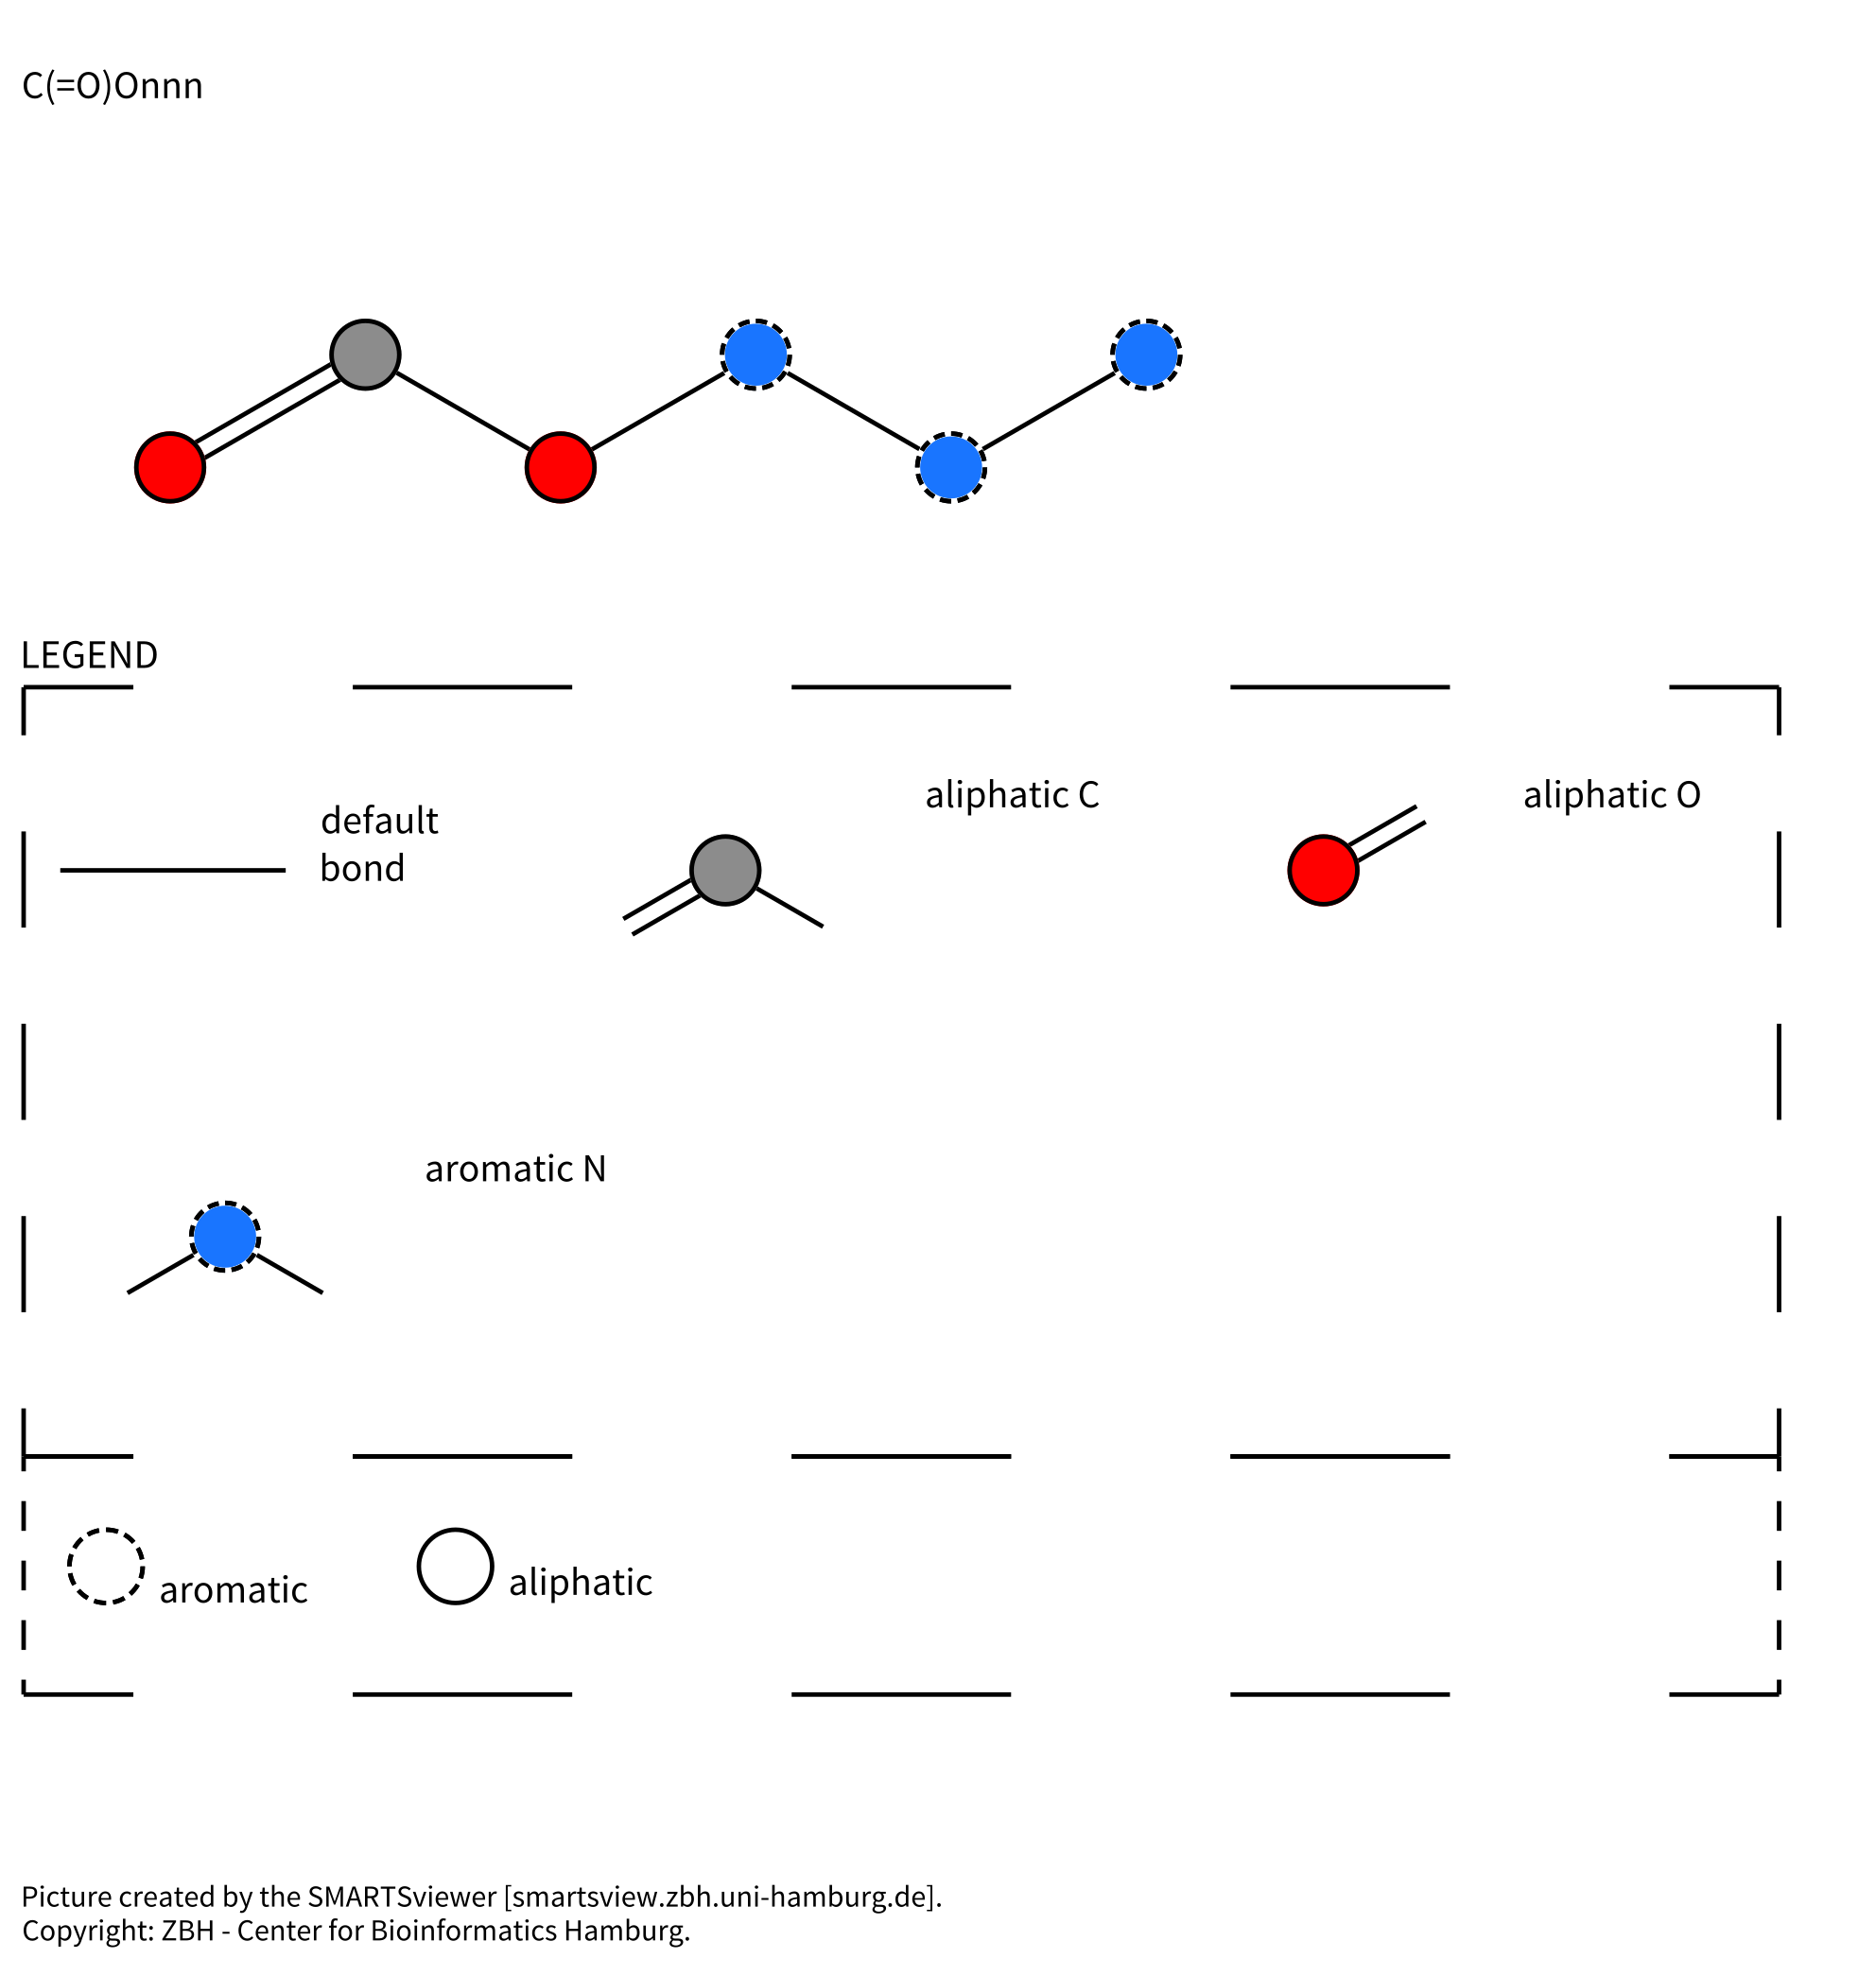 C(=O)Onnn
LEGEND
default
bond
aliphatic C
aliphatic O
aromatic N
aromatic
aliphatic
Picture created by the SMARTSviewer [smartsview.zbh.uni-hamburg.de].
Copyright: ZBH - Center for Bioinformatics Hamburg.